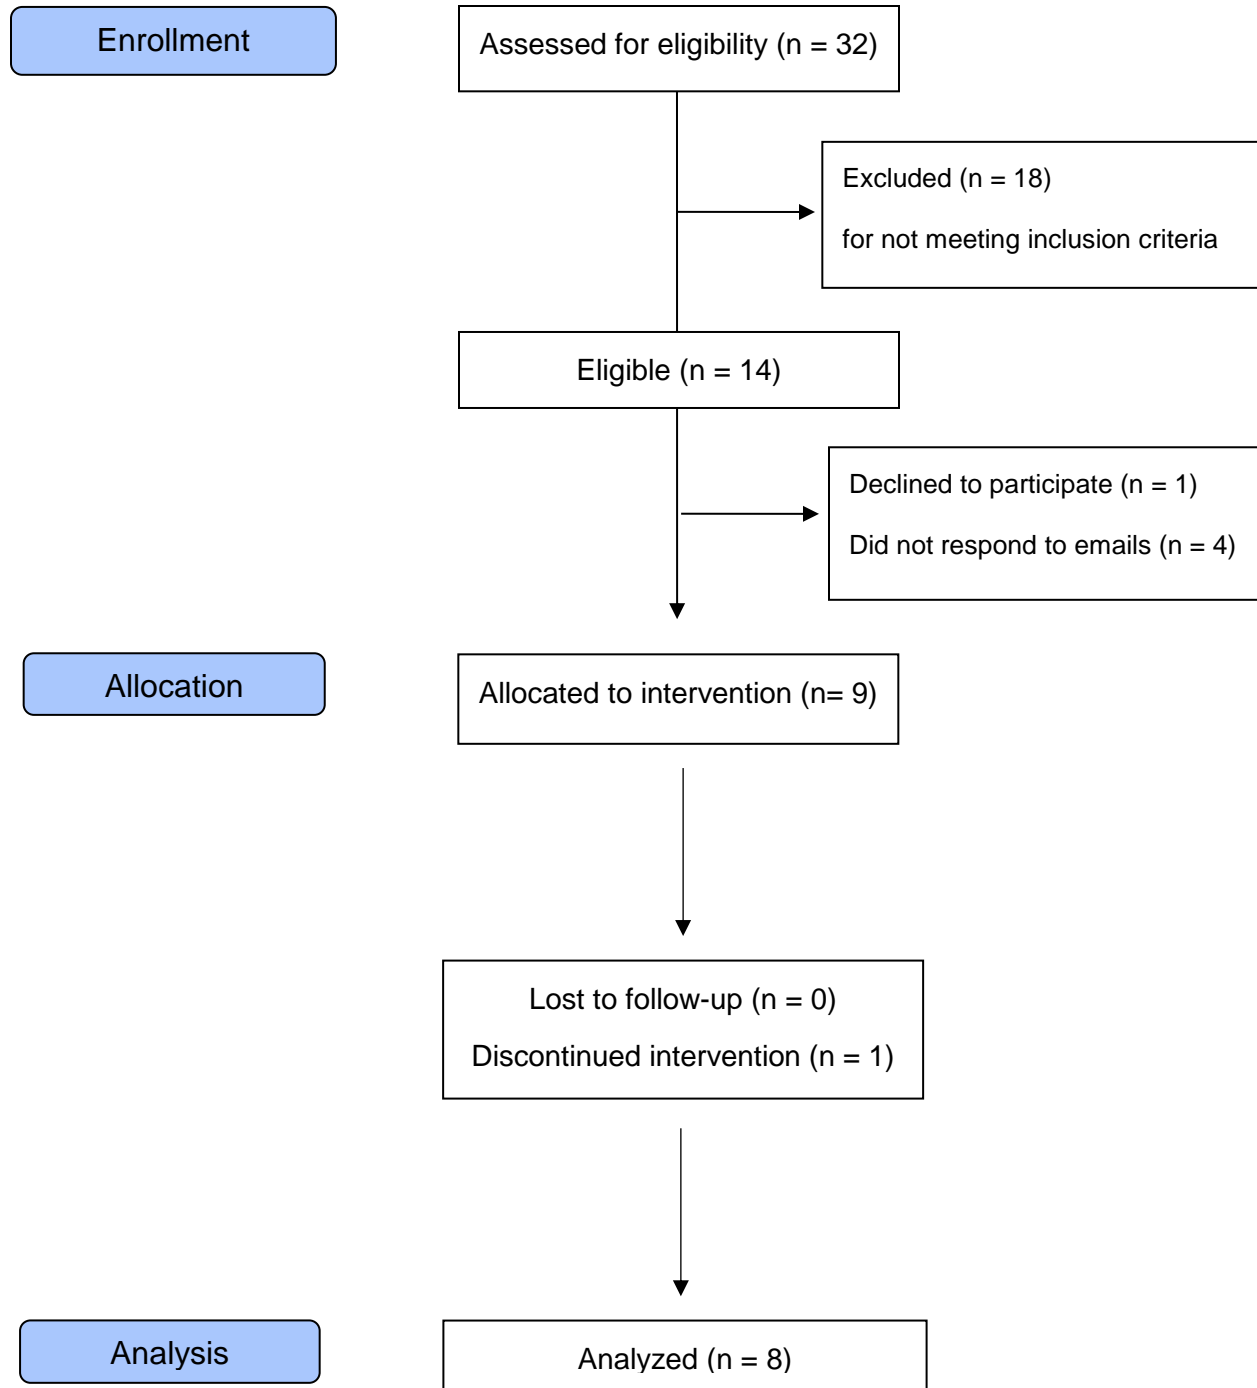 Enrollment
Assessed for eligibility (n = 32)
Excluded (n = 18)
for not meeting inclusion criteria
Eligible (n = 14)
Declined to participate (n = 1)
Did not respond to emails (n = 4)
Allocation
Allocated to intervention (n= 9)
Lost to follow-up (n = 0)
Discontinued intervention (n = 1)
Analysis
Analyzed (n = 8)